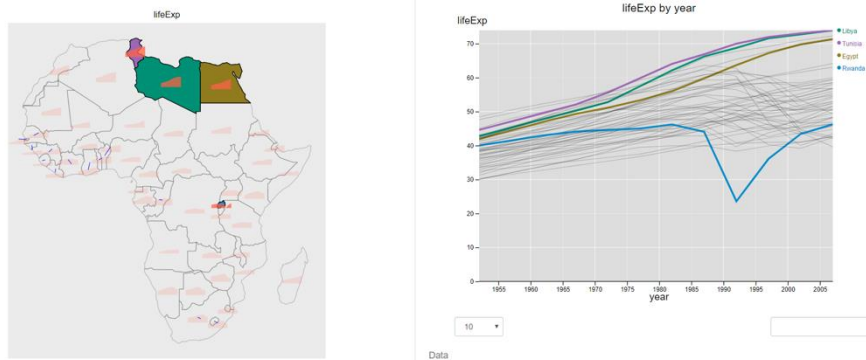 lifeExp
lifeExp by year
lifeExp
Libya
Tunisia
Egypt
Rwanda
70
60
50
40
30
20
10
0
1955 1960 1965 1970 1975 1980 1985 1990 1995 2000 2005
year
10
Data